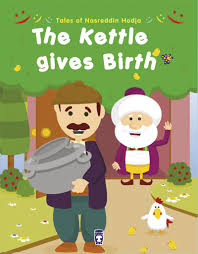 Tales of Nasreddin Hodja
The Kettle
gives Birth